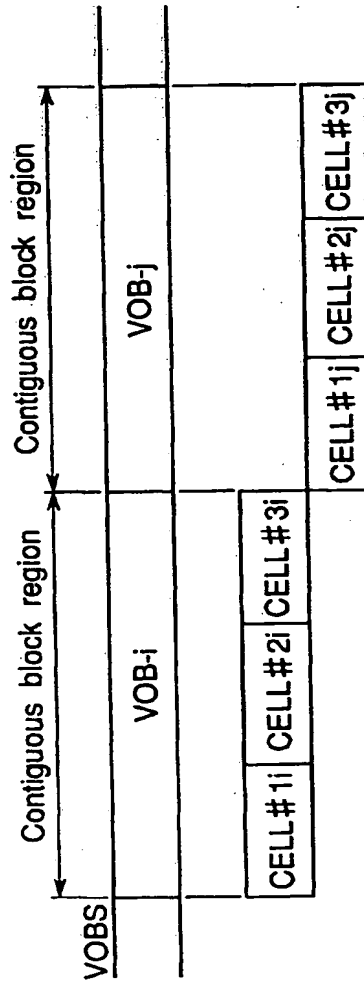 Contiguous block region Contiguous block region
VOBS
VOB-i VOB-j
CELL#1i CELL#2i CELL#3i
CELL#1j CELL#2j CELL#3j